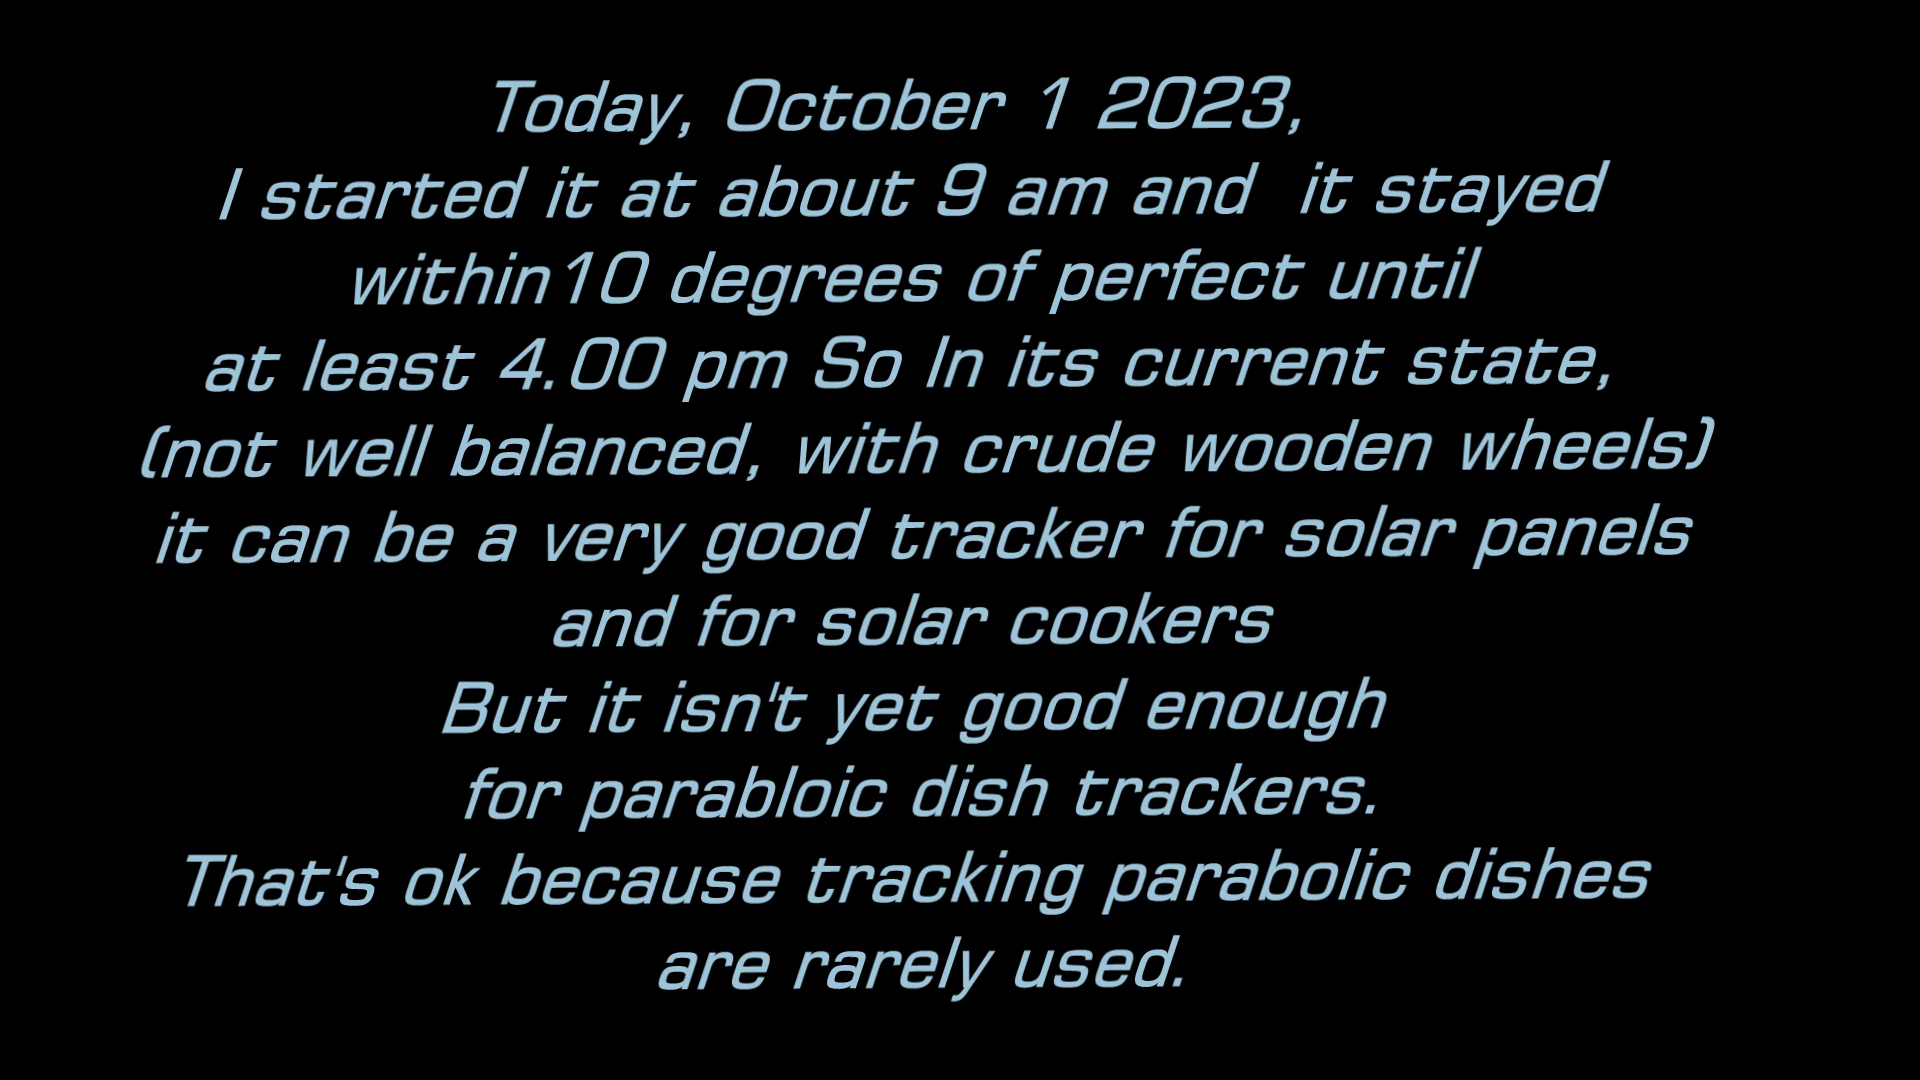 Today, October 1 2023,
I started it at about 9 am and  it stayed
within10 degrees of perfect until
at least 4.00 pm So In its current state,
(not well balanced, with crude wooden wheels)
it can be a very good tracker for solar panels
and for solar cookers
But it isn't yet good enough
for parabloic dish trackers.
That's ok because tracking parabolic dishes
are rarely used.